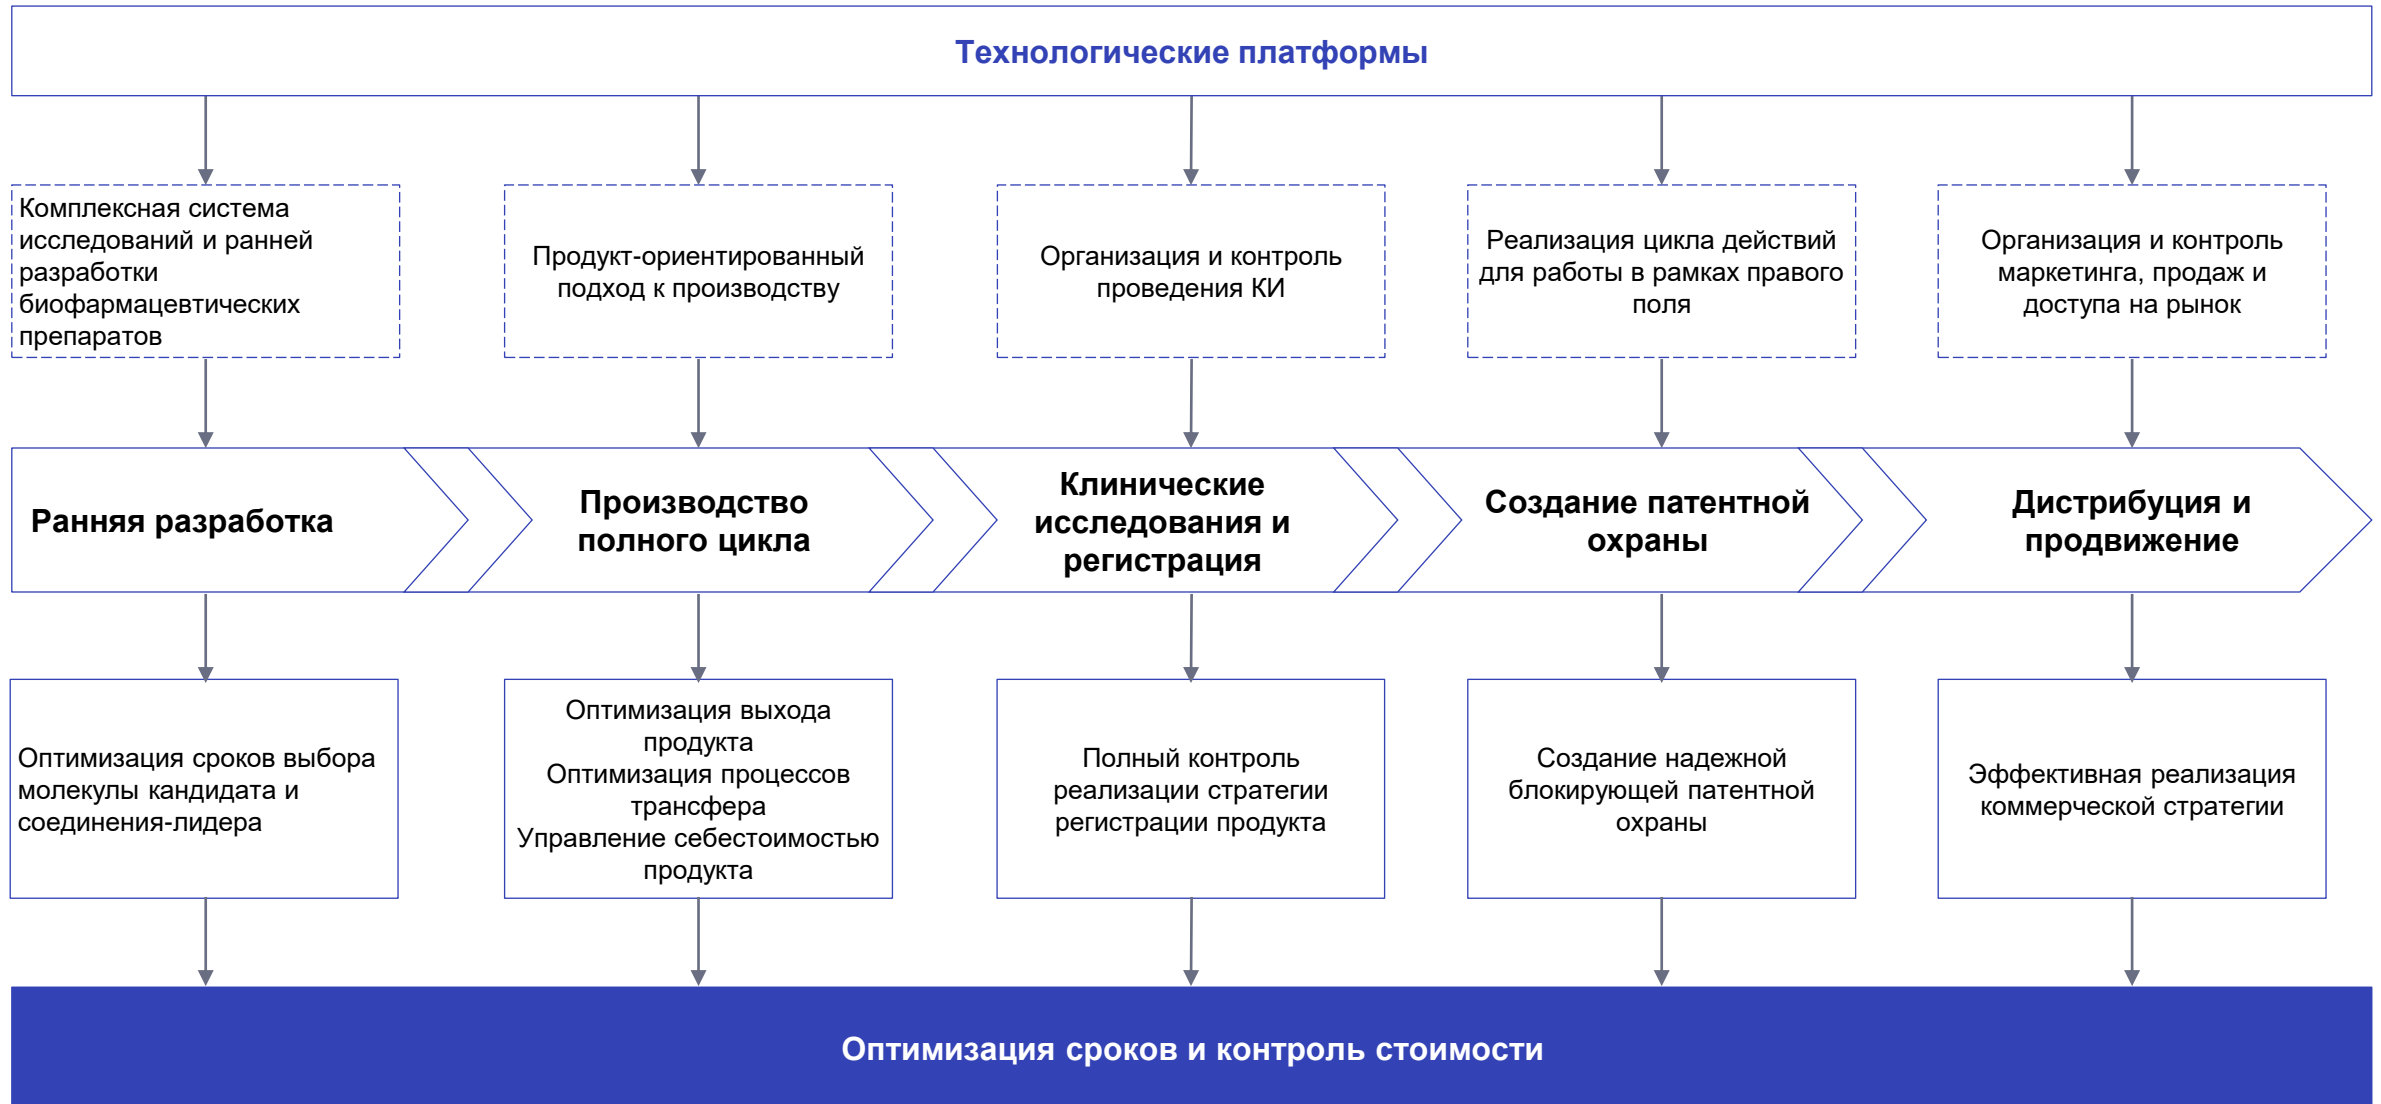 Технологические платформы
Комплексная система
исследований и ранней
разработки
биофармацевтических
препаратов
Продукт-ориентированный
подход к производству
Организация и контроль
проведения КИ
Реализация цикла действий
для работы в рамках правого
поля
Организация и контроль
маркетинга, продаж и
доступа на рынок
Ранняя разработка
Производство
полного цикла
Клинические
исследования и
регистрация
Создание патентной
охраны
Дистрибуция и
продвижение
Оптимизация сроков выбора
молекулы кандидата и
соединения-лидера
Оптимизация выхода
продукта
Оптимизация процессов
трансфера
Управление себестоимостью
продукта
Полный контроль
реализации стратегии
регистрации продукта
Создание надежной
блокирующей патентной
охраны
Эффективная реализация
коммерческой стратегии
Оптимизация сроков и контроль стоимости